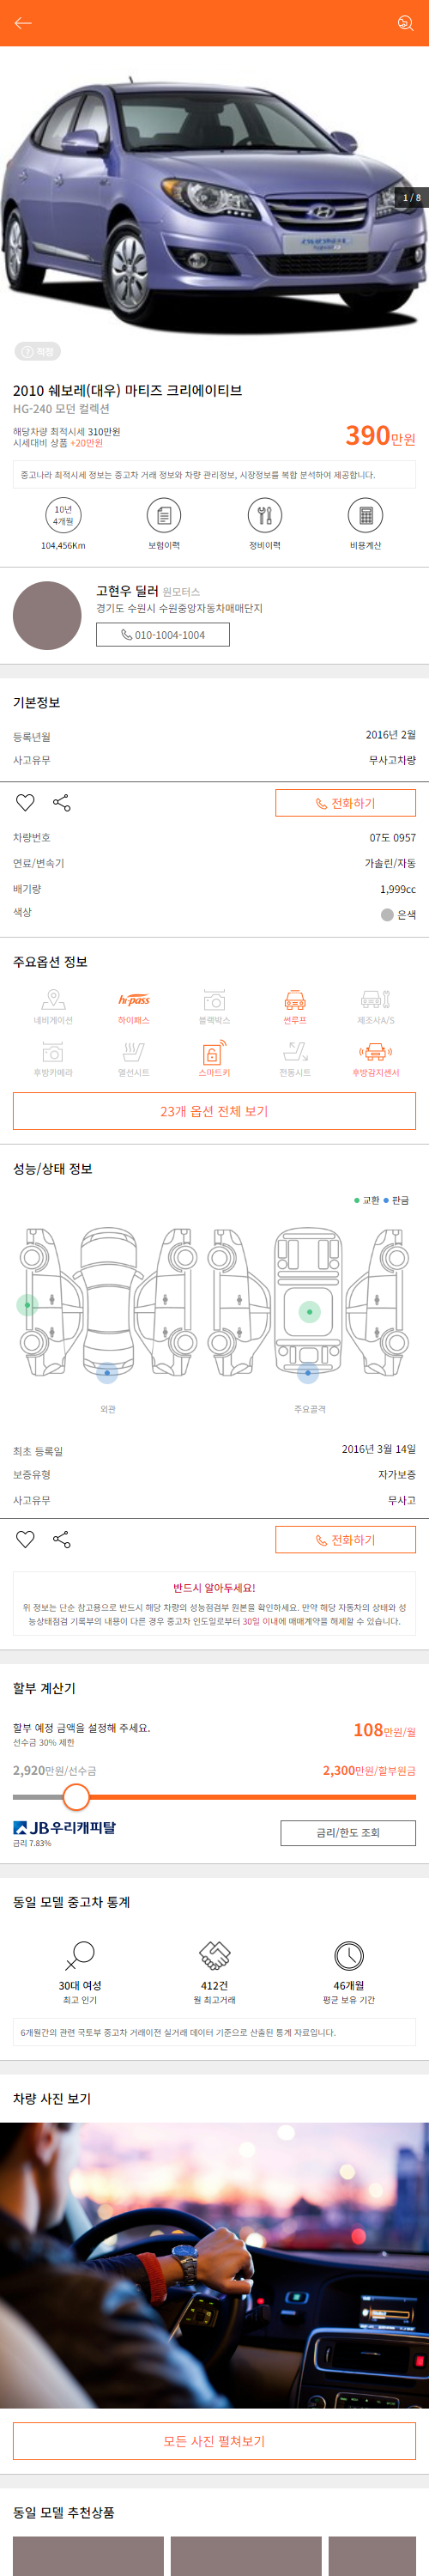 1 / 8
? 적정
2010 쉐보레(대우) 마티즈 크리에이티브
HG-240 모던 컬렉션
해당차량 최적시세 310만원
시세대비 상품 +20만원
390만원
중고나라 최적시세 정보는 중고차 거래 정보와 차량 관리정보, 시장정보를 복합 분석하여 제공합니다.
10년
4개월
104,456Km 보험이력 정비이력 비용계산
고현우 딜러 원모터스
경기도 수원시 수원중앙자동차매매단지
010-1004-1004
기본정보
등록년월 2016년 2월
사고유무 무사고차량
전화하기
차량번호 07도 0957
연료/변속기 가솔린/자동
배기량 1,999cc
색상 은색
주요옵션 정보
hi-pass
네비게이션 하이패스 블랙박스 썬루프 제조사A/S
후방카메라 열선시트 스마트키 전동시트 후방감지센서
23개 옵션 전체 보기
성능/상태 정보
교환 판금
외관 주요골격
최초 등록일 2016년 3월 14일
보증유형 자가보증
사고유무 무사고
전화하기
반드시 알아두세요!
위 정보는 단순 참고용으로 반드시 해당 차량의 성능점검부 원본을 확인하세요. 만약 해당 자동차의 상태와 성
능상태점검 기록부의 내용이 다른 경우 중고차 인도일로부터 30일 이내에 매매계약을 해제할 수 있습니다.
할부 계산기
할부 예정 금액을 설정해 주세요.
선수금 30% 제한
108만원/월
2,920만원/선수금 2,300만원/할부원금
JB우리캐피탈
금리 7.83%
금리/한도 조회
동일 모델 중고차 통계
30대 여성 412건 46개월
최고 인기 월 최고거래 평균 보유 기간
6개월간의 관련 국토부 중고차 거래이전 실거래 데이터 기준으로 산출된 통계 자료입니다.
차량 사진 보기
모든 사진 펼쳐보기
동일 모델 추천상품